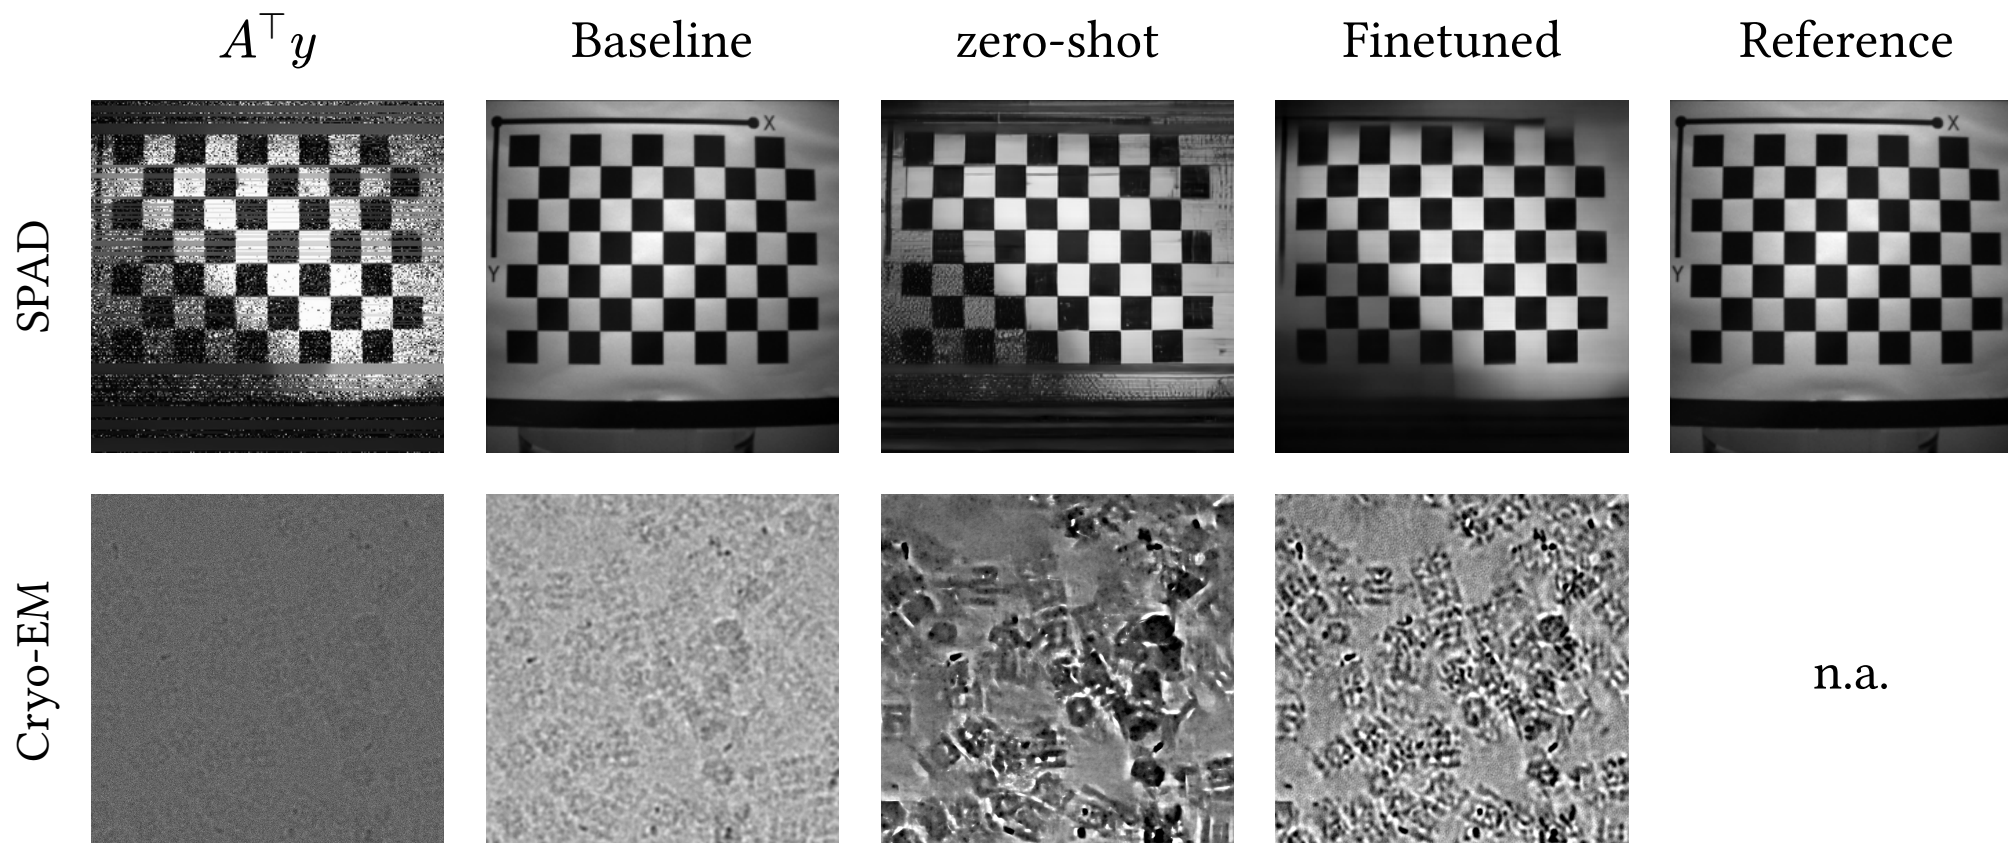 A⊤y Baseline zero-shot Finetuned Reference
SPAD
X
Y
X
Y
Cryo-EM
n.a.